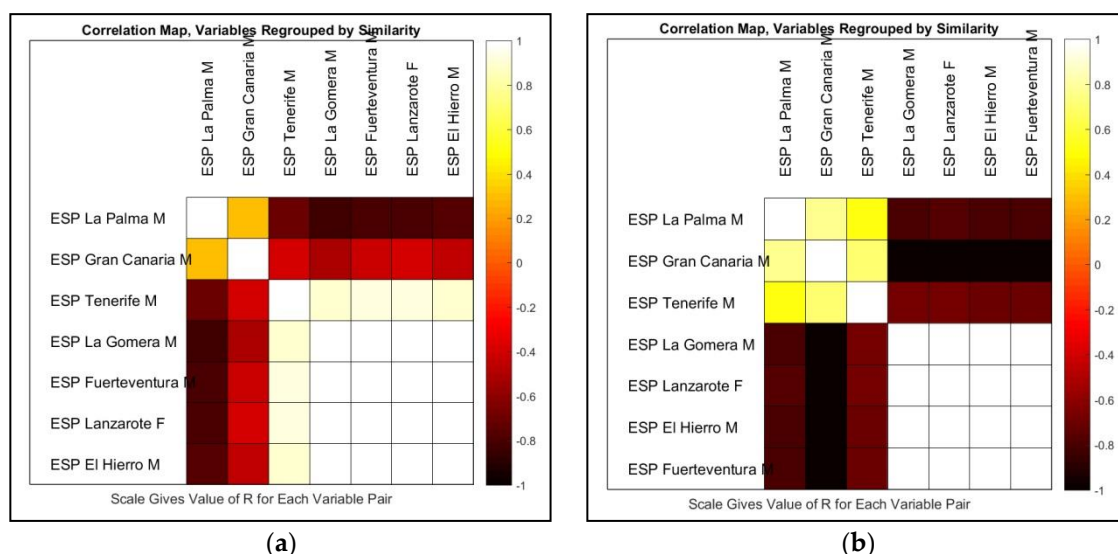 Correlation Map, Variables Regrouped by Similarity
ESP La Palma M
ESP Gran Canaria M
ESP Tenerife M
ESP La Gomera M
ESP Fuerteventura M
ESP Lanzarote F
ESP El Hierro M
ESP La Palma M
ESP Gran Canaria M
ESP Tenerife M
ESP La Gomera M
ESP Fuerteventura M
ESP Lanzarote F
ESP El Hierro M
1
0.8
0.6
0.4
0.2
0
-0.2
-0.4
-0.6
-0.8
-1
Scale Gives Value of R for Each Variable Pair
(a)
Correlation Map, Variables Regrouped by Similarity
ESP La Palma M
ESP Gran Canaria M
ESP Tenerife M
ESP La Gomera M
ESP Lanzarote F
ESP El Hierro M
ESP Fuerteventura M
ESP La Palma M
ESP Gran Canaria M
ESP Tenerife M
ESP La Gomera M
ESP Lanzarote F
ESP El Hierro M
ESP Fuerteventura M
1
0.8
0.6
0.4
0.2
0
-0.2
-0.4
-0.6
-0.8
-1
Scale Gives Value of R for Each Variable Pair
(b)